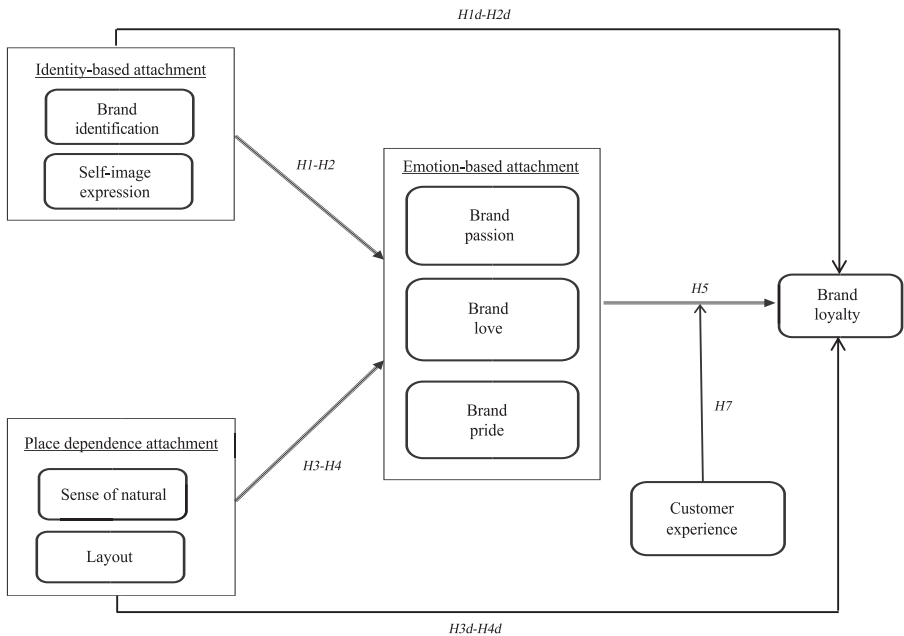 H1d-H2d
Identity-based attachment
Brand
identification
Self-image
expression
H1-H2
Emotion-based attachment
Brand
passion
Brand
love
Brand
pride
H5
Brand
loyalty
H7
Customer
experience
Place dependence attachment
Sense of natural
Layout
H3-H4
H3d-H4d